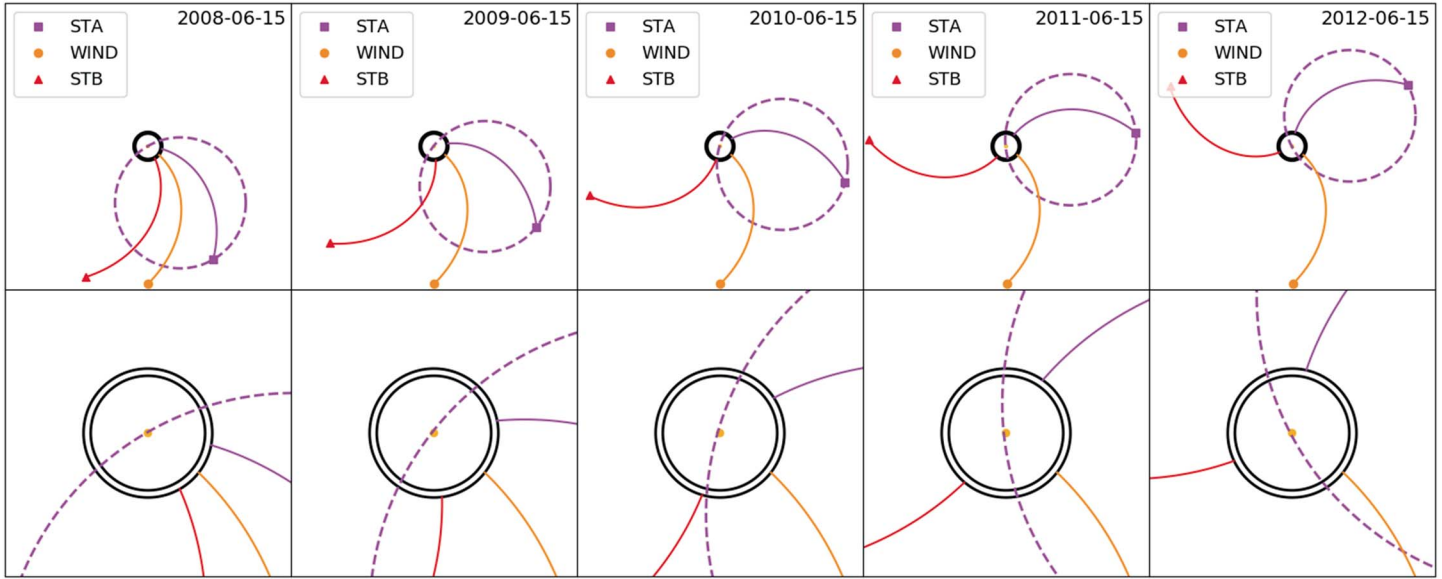 2008-06-15
STA
WIND
STB
2009-06-15
STA
WIND
STB
2010-06-15
STA
WIND
STB
2011-06-15
STA
WIND
STB
2012-06-15
STA
WIND
STB